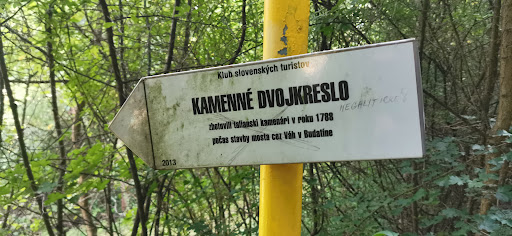 Klub slovenských turistov
KAMENNÉ DVOJKRESLO
zhotovili talianski kamenári v roku 1788
počas stavby mosta cez Váh v Budatíne
2013